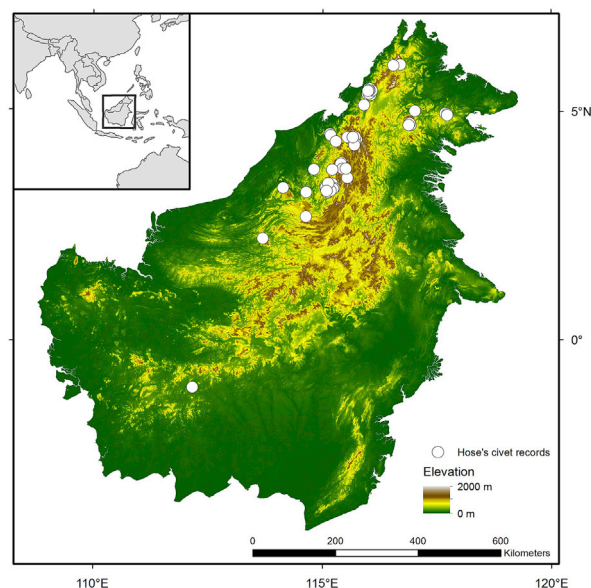 5°N
0°
Hose's civet records
Elevation
2000 m
0 m
0 200 400 600
Kilometers
110°E 115°E 120°E